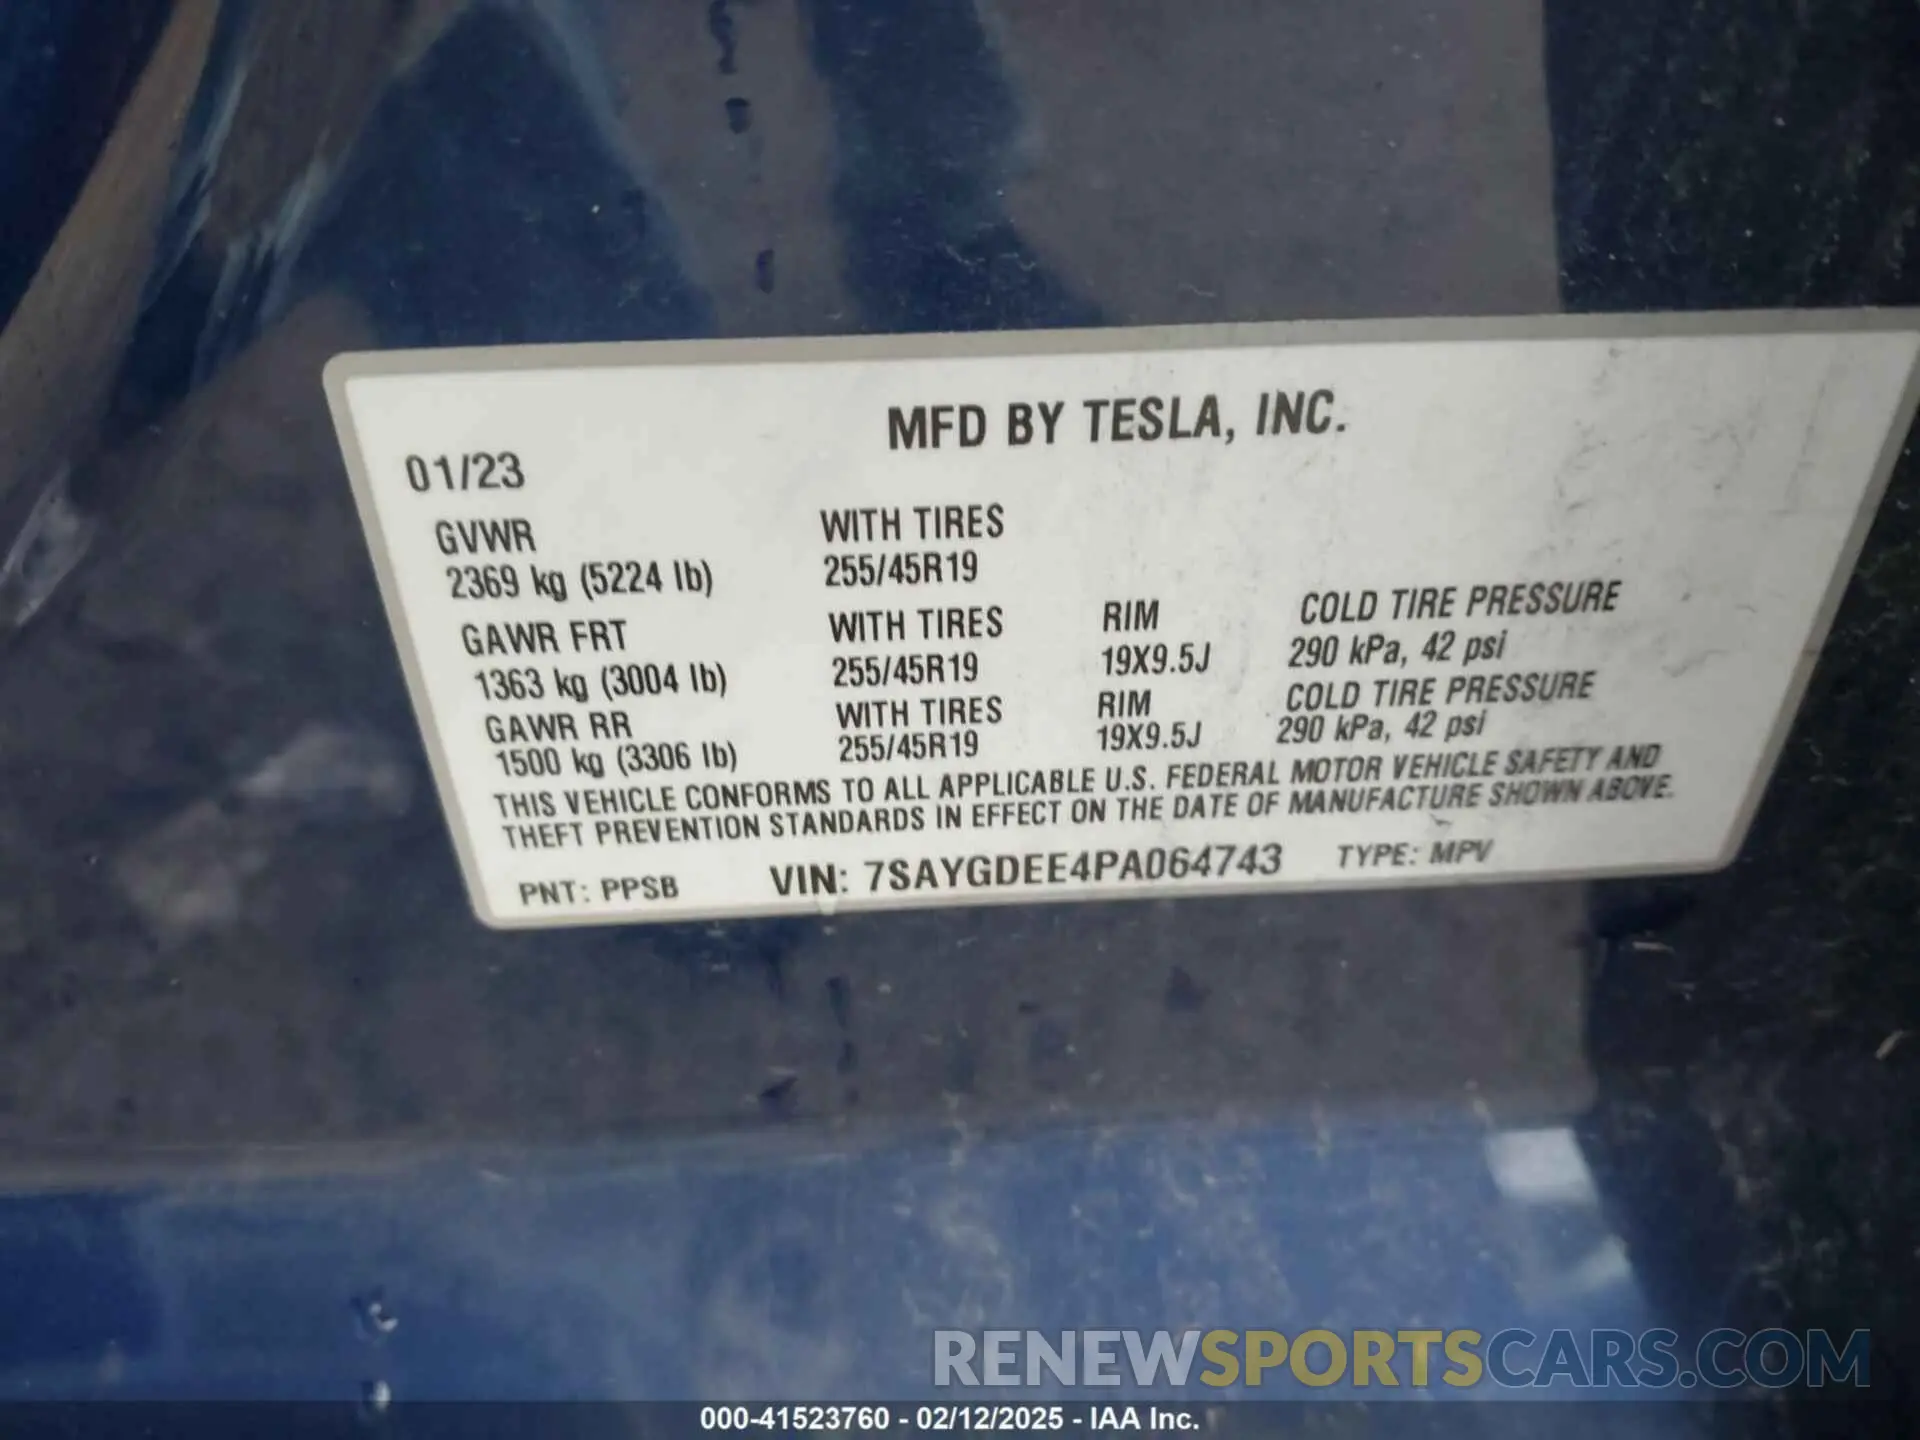 MFD BY TESLA, INC.
01/23
GVWR WITH TIRES
2369 kg (5224 lb) 255/45R19
GAWR FRT WITH TIRES RIM COLD TIRE PRESSURE
1363 kg (3004 lb) 255/45R19 19X9.5J 290 kPa, 42 psi
GAWR RR WITH TIRES RIM COLD TIRE PRESSURE
1500 kg (3306 lb) 255/45R19 19X9.5J 290 kPa, 42 psi
THIS VEHICLE CONFORMS TO ALL APPLICABLE U.S. FEDERAL MOTOR VEHICLE SAFETY AND
THEFT PREVENTION STANDARDS IN EFFECT ON THE DATE OF MANUFACTURE SHOWN ABOVE.
PNT: PPSB VIN: 7SAYGDEE4PA064743 TYPE: MPV
RENEWSPORTSCARS.COM
000-41523760 - 02/12/2025 - IAA Inc.